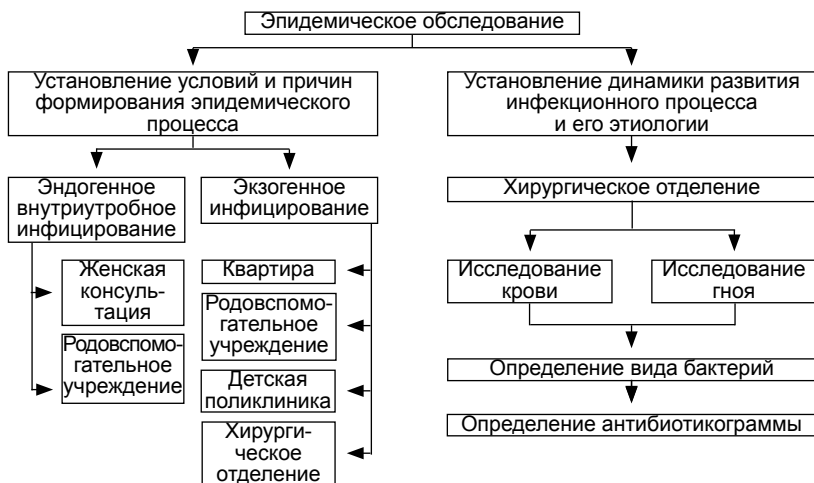 Эпидемическое обследование
Установление условий и причин
формирования эпидемического
процесса
Установление динамики развития
инфекционного процесса
и его этиологии
Эндогенное
внутриутробное
инфицирование
Экзогенное
инфицирование
Хирургическое отделение
Женская
консуль-
тация
Родовспомо-
гательное
учреждение
Квартира
Родовспомо-
гательное
учреждение
Детская
поликлиника
Хирурги-
ческое
отделение
Исследование
крови
Исследование
гноя
Определение вида бактерий
Определение антибиотикограммы